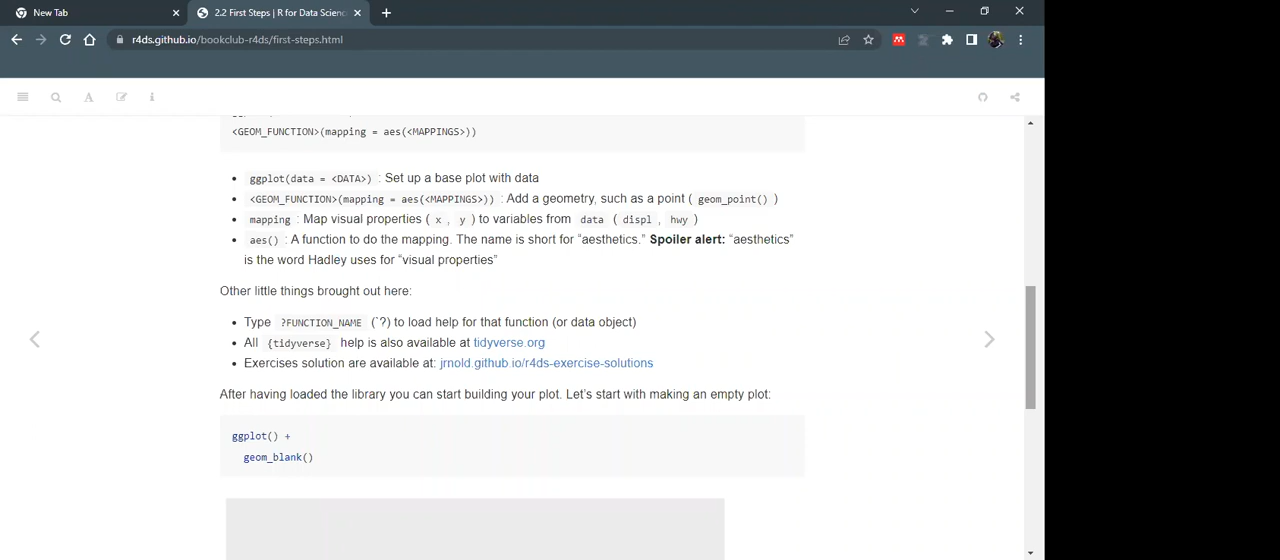 New Tab
2.2 First Steps | R for Data Scienc
r4ds.github.io/bookclub-r4ds/first-steps.html
<GEOM_FUNCTION>(mapping = aes(<MAPPINGS>))
ggplot(data = <DATA>) : Set up a base plot with data
<GEOM_FUNCTION>(mapping = aes(<MAPPINGS>)) : Add a geometry, such as a point ( geom_point() )
mapping : Map visual properties ( x , y ) to variables from data ( displ , hwy )
aes() : A function to do the mapping. The name is short for “aesthetics.” Spoiler alert: “aesthetics”
is the word Hadley uses for “visual properties”
Other little things brought out here:
Type ?FUNCTION_NAME (`?) to load help for that function (or data object)
All {tidyverse} help is also available at tidyverse.org
Exercises solution are available at: jrnold.github.io/r4ds-exercise-solutions
After having loaded the library you can start building your plot. Let’s start with making an empty plot:
ggplot() +
geom_blank()